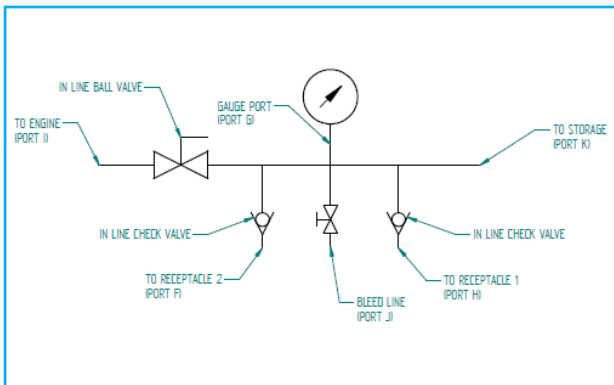 IN LINE BALL VALVE
GAUGE PORT
(PORT G)
TO ENGINE
(PORT I)
TO STORAGE
(PORT K)
IN LINE CHECK VALVE
IN LINE CHECK VALVE
TO RECEPTACLE 2
(PORT F)
TO RECEPTACLE 1
(PORT H)
BLEED LINE
(PORT J)